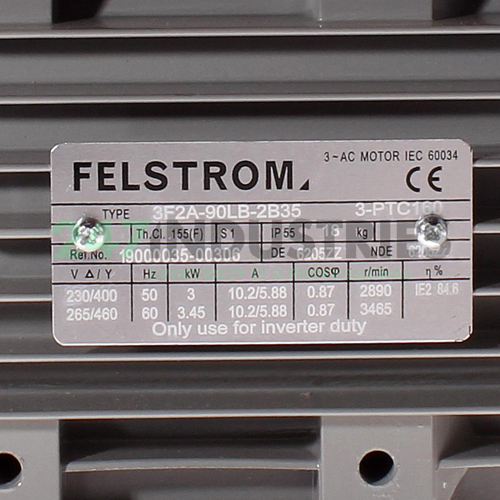 FELSTROM
3~AC MOTOR IEC 60034
CE
TYPE 3F2A-90LB-2B35 3-PTC160
Th.Cl. 155(F) S1 IP 55 kg
Ref.No. 19000035-00306 DE 6205ZZ NDE
V Δ / Y Hz kW A COSφ r/min η %
230/400 50 3 10.2/5.88 0.87 2890 IE2 84.6
265/460 60 3.45 10.2/5.88 0.87 3465
Only use for inverter duty